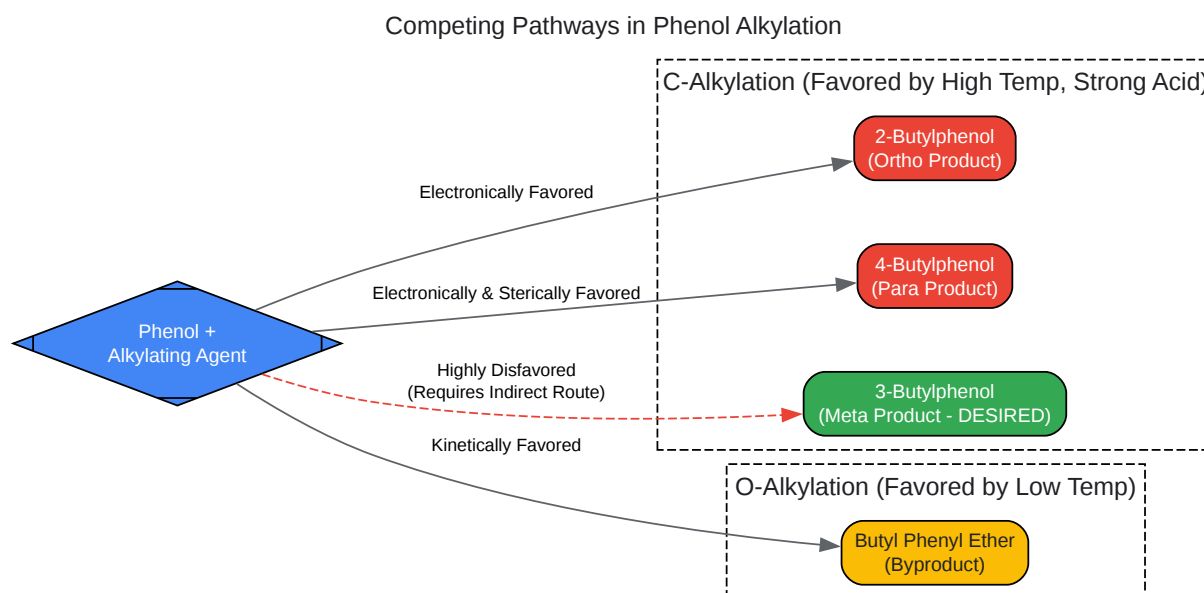 Competing Pathways in Phenol Alkylation
C-Alkylation (Favored by High Temp, Strong Acid)
2-Butylphenol
(Ortho Product)
Electronically Favored
4-Butylphenol
(Para Product)
Electronically & Sterically Favored
Phenol +
Alkylating Agent
Highly Disfavored
(Requires Indirect Route)
3-Butylphenol
(Meta Product - DESIRED)
Kinetically Favored
O-Alkylation (Favored by Low Temp)
Butyl Phenyl Ether
(Byproduct)